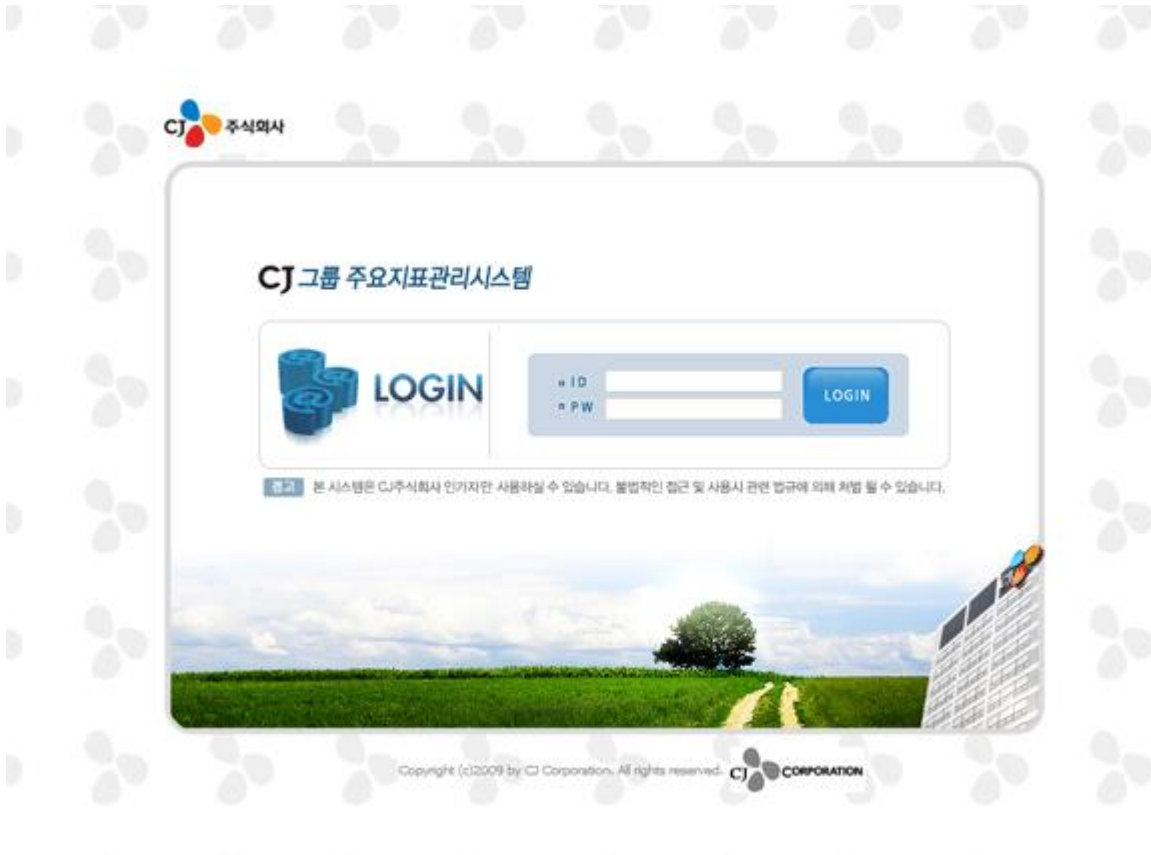 CJ 주식회사
CJ 그룹 주요지표관리시스템
LOGIN
ID
PW
LOGIN
경고 본 시스템은 CJ주식회사 인가자만 사용하실 수 있습니다. 불법적인 접근 및 사용시 관련 법규에 의해 처벌 될 수 있습니다.
Copyright (c)2009 by CJ Corporation. All rights reserved. CJ CORPORATION